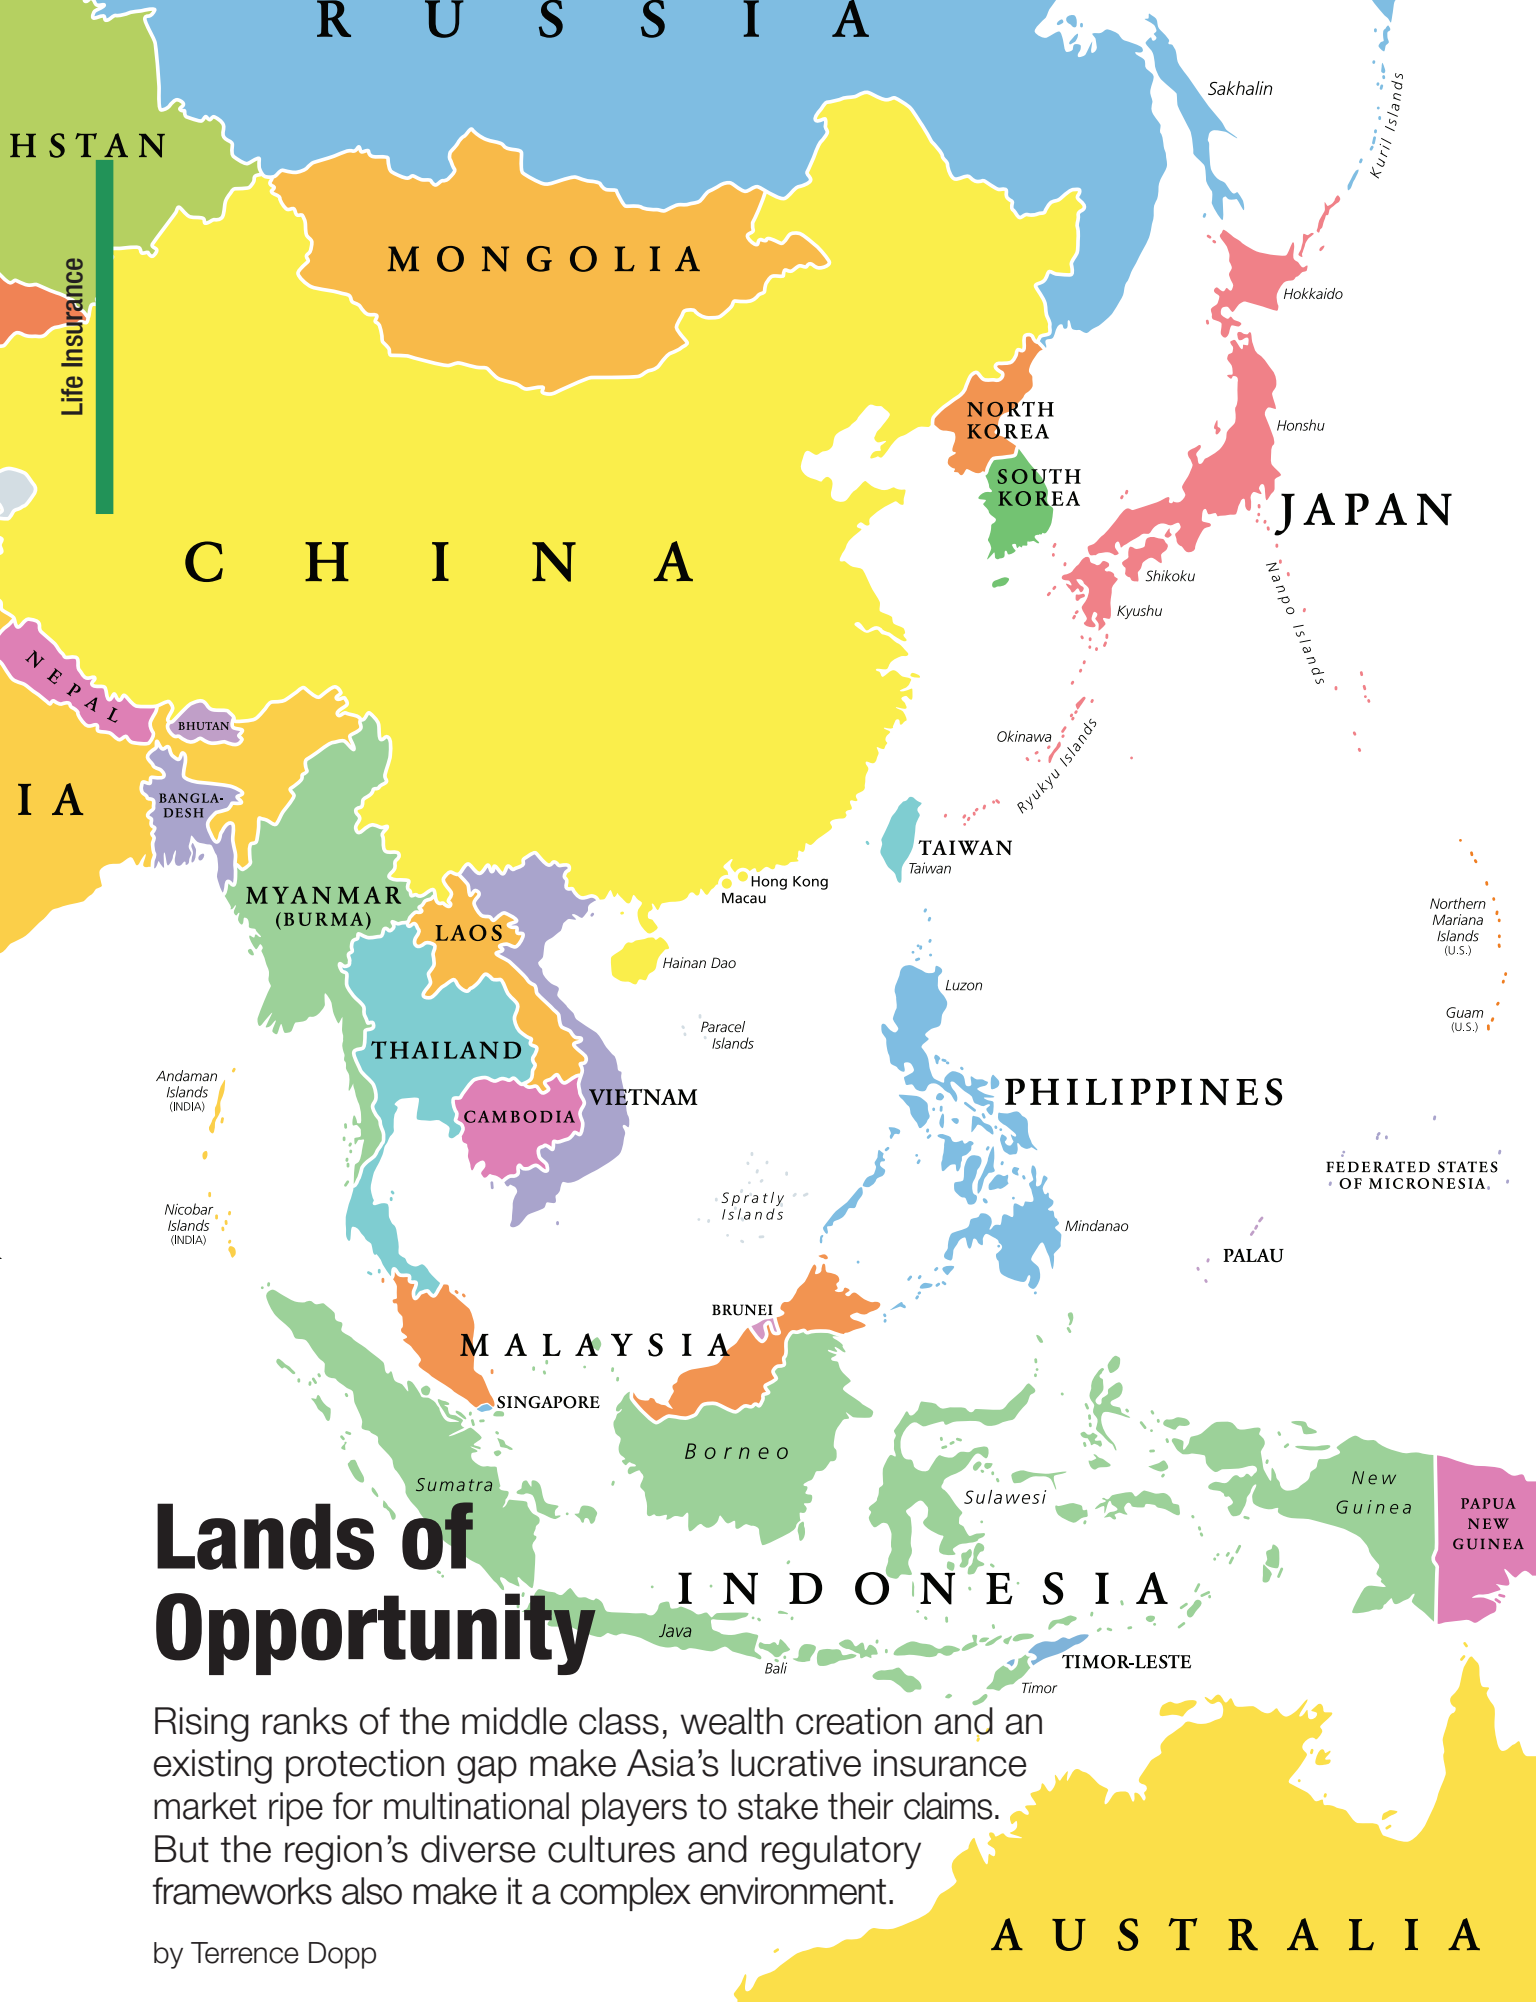 R U S S I A
Sakhalin
Kuril Islands
HSTAN
MONGOLIA
Life Insurance
Hokkaido
NORTH
KOREA
Honshu
SOUTH
KOREA
JAPAN
C H I N A
Shikoku
Kyushu
Nanpo Islands
NEPAL
BHUTAN
Okinawa
Ryukyu Islands
IA
BANGLA-
DESH
TAIWAN
Taiwan
Hong Kong
Macau
MYANMAR
(BURMA)
LAOS
Hainan Dao
Northern
Mariana
Islands
(U.S.)
Luzon
Guam
(U.S.)
Paracel
Islands
THAILAND
Andaman
Islands
(INDIA)
VIETNAM
PHILIPPINES
CAMBODIA
FEDERATED STATES
OF MICRONESIA
Spratly
Islands
Nicobar
Islands
(INDIA)
Mindanao
PALAU
BRUNEI
MALAYSIA
SINGAPORE
Borneo
Sumatra
Sulawesi
New
Guinea
PAPUA
NEW
GUINEA
INDONESIA
Java
Bali
TIMOR-LESTE
Timor
Lands of
Opportunity
Rising ranks of the middle class, wealth creation and an
existing protection gap make Asia’s lucrative insurance
market ripe for multinational players to stake their claims.
But the region’s diverse cultures and regulatory
frameworks also make it a complex environment.
by Terrence Dopp
AUSTRALIA